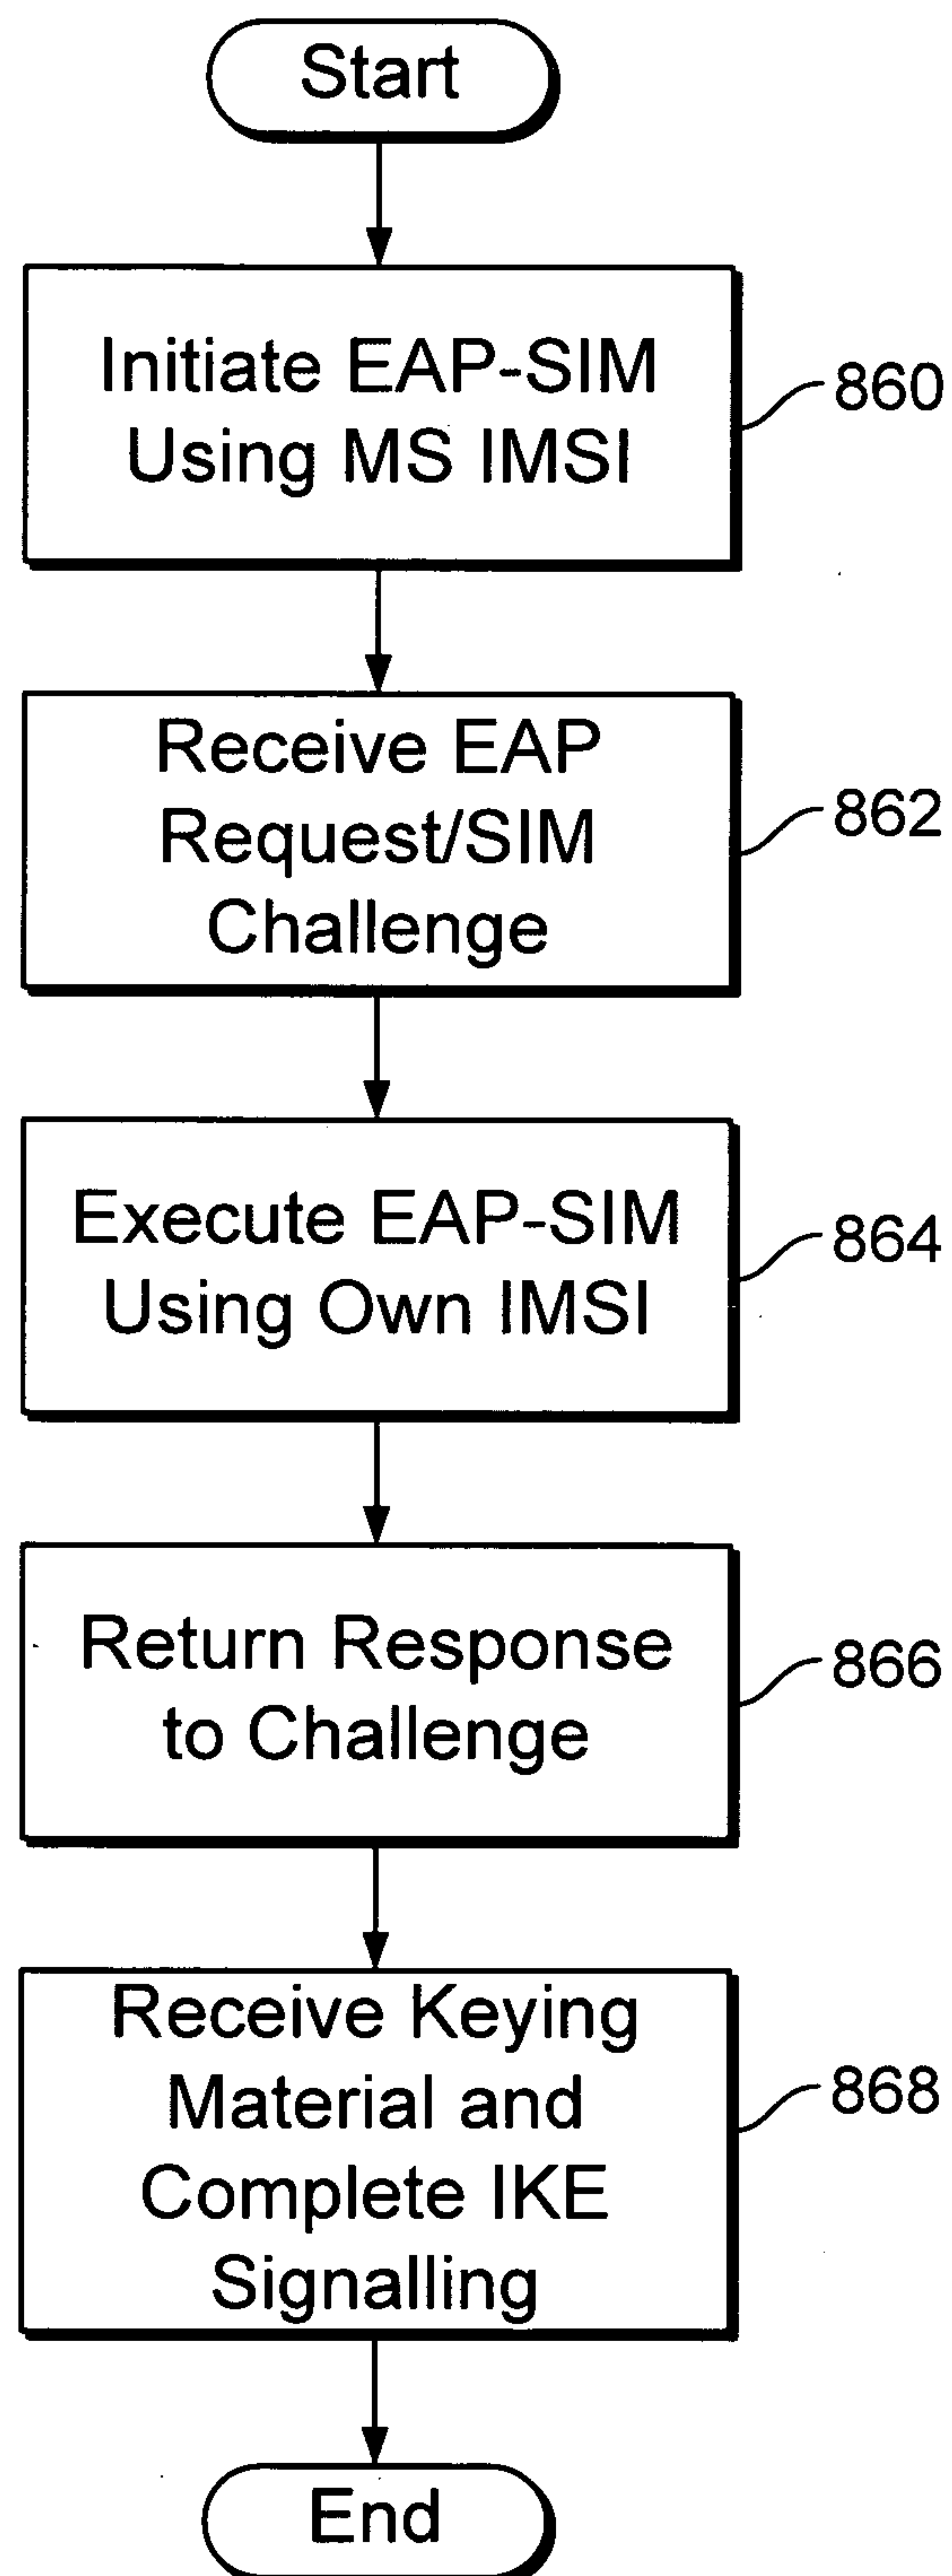 Start
Initiate EAP-SIM
Using MS IMSI
860
Receive EAP
Request/SIM
Challenge
862
Execute EAP-SIM
Using Own IMSI
864
Return Response
to Challenge
866
Receive Keying
Material and
Complete IKE
Signalling
868
End